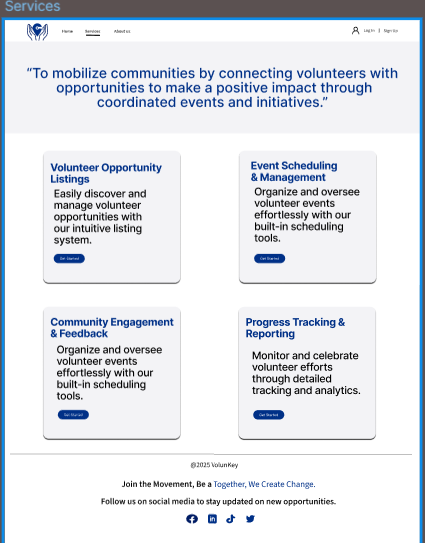 Services
Home Services About us
Log In | Sign Up
“To mobilize communities by connecting volunteers with
opportunities to make a positive impact through
coordinated events and initiatives.”
Volunteer Opportunity
Listings
Easily discover and
manage volunteer
opportunities with
our intuitive listing
system.
Get Started
Event Scheduling
& Management
Organize and oversee
volunteer events
effortlessly with our
built-in scheduling
tools.
Get Started
Community Engagement
& Feedback
Organize and oversee
volunteer events
effortlessly with our
built-in scheduling
tools.
Get Started
Progress Tracking &
Reporting
Monitor and celebrate
volunteer efforts
through detailed
tracking and analytics.
Get Started
@2025 VolunKey
Join the Movement, Be a Together, We Create Change.
Follow us on social media to stay updated on new opportunities.